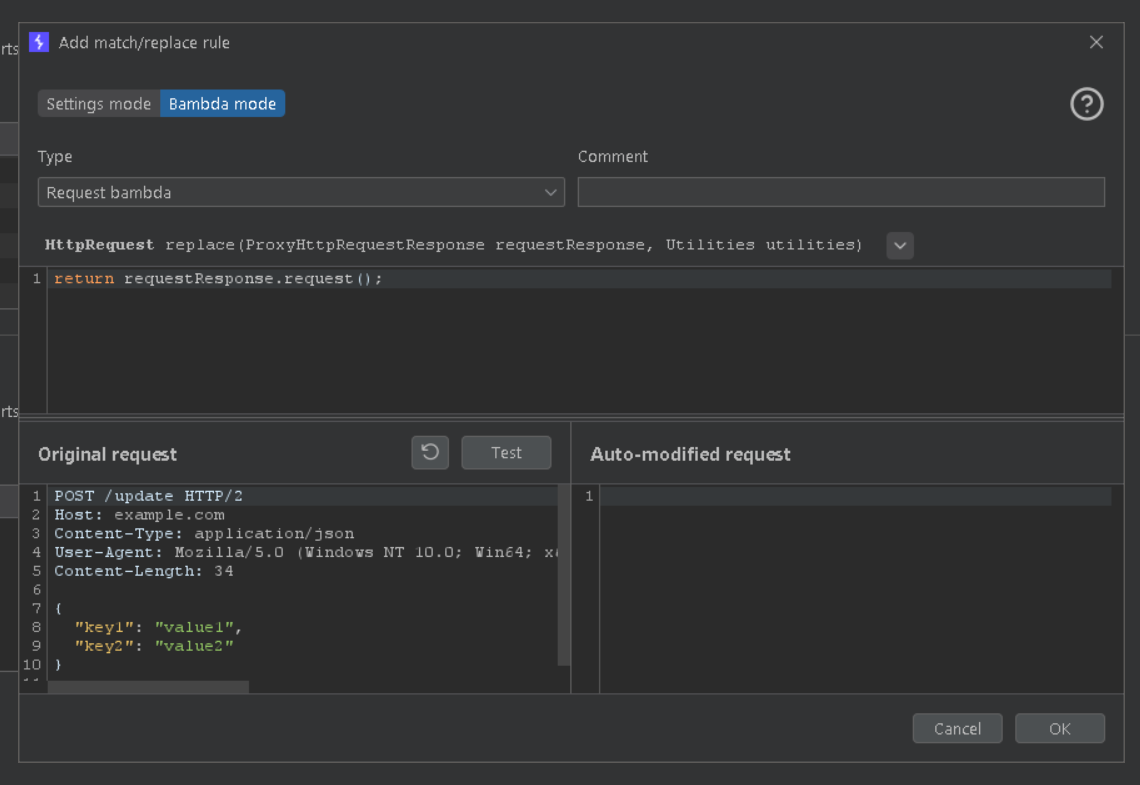 rts
Add match/replace rule
Settings mode Bambda mode
Type Comment
Request bambda
HttpRequest replace(ProxyHttpRequestResponse requestResponse, Utilities utilities)
1 return requestResponse.request();
rts
Original request Test Auto-modified request
1 POST /update HTTP/2
2 Host: example.com
3 Content-Type: application/json
4 User-Agent: Mozilla/5.0 (Windows NT 10.0; Win64;
5 Content-Length: 34
6
7 {
8 "key1": "value1",
9 "key2": "value2"
10 }
1
Cancel OK